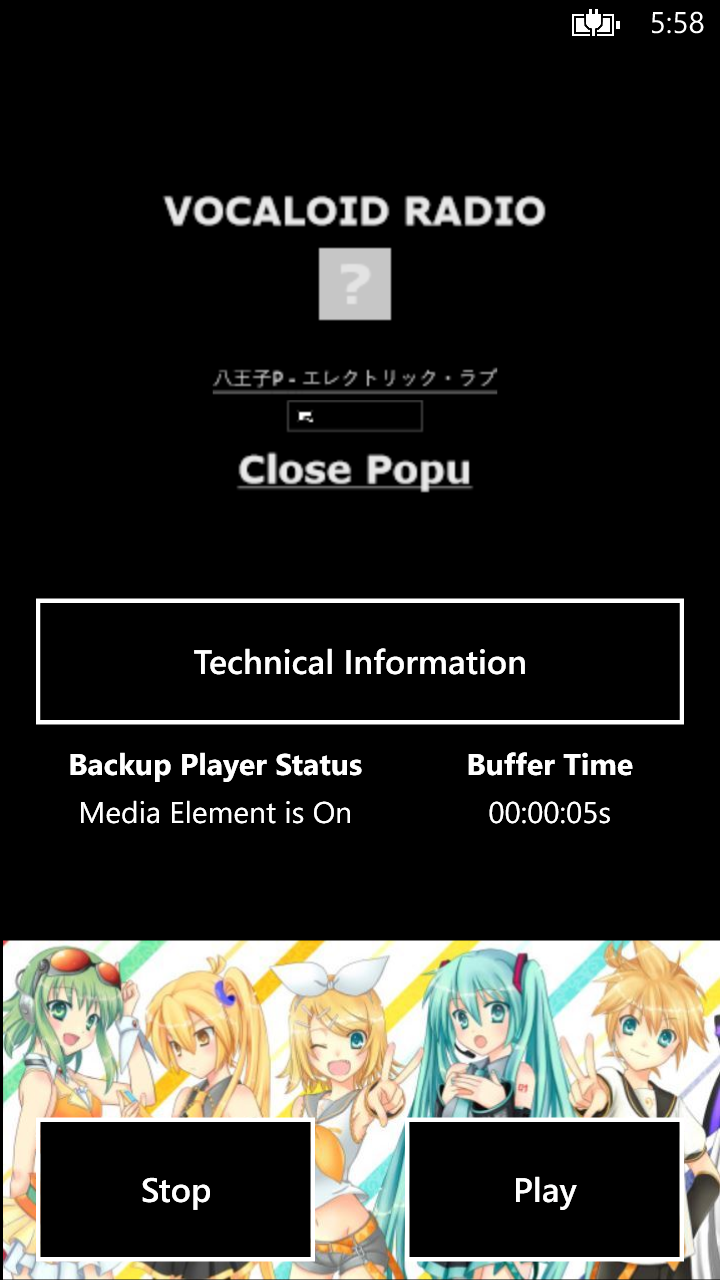 5:58
VOCALOID RADIO
?
八王子P - エレクトリック・ラブ
Close Popu
Technical Information
Backup Player Status
Buffer Time
Media Element is On
00:00:05s
01
Stop
Play